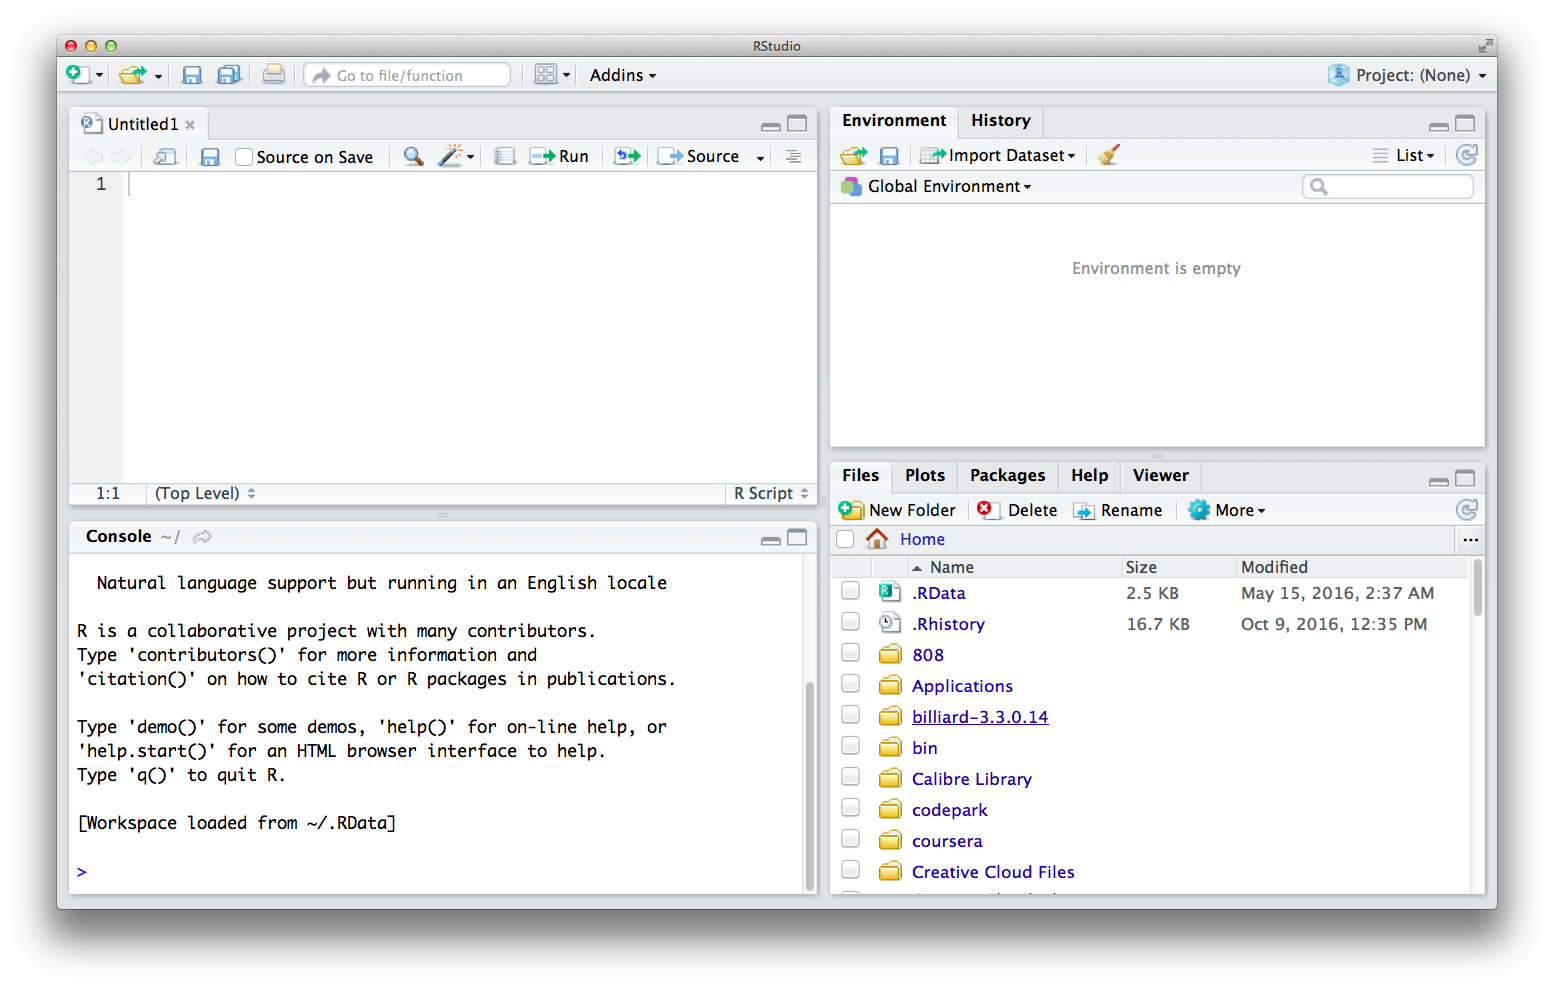 RStudio
Go to file/function
Addins
Project: (None)
Untitled1
Source on Save
Run
Source
1
1:1
(Top Level)
R Script
Console ~/
Natural language support but running in an English locale
R is a collaborative project with many contributors.
Type 'contributors()' for more information and
'citation()' on how to cite R or R packages in publications.
Type 'demo()' for some demos, 'help()' for on-line help, or
'help.start()' for an HTML browser interface to help.
Type 'q()' to quit R.
[Workspace loaded from ~/.RData]
>
Environment
History
Import Dataset
List
Global Environment
Environment is empty
Files
Plots
Packages
Help
Viewer
New Folder
Delete
Rename
More
Home
...
Name
Size
Modified
.RData 2.5 KB May 15, 2016, 2:37 AM
.Rhistory 16.7 KB Oct 9, 2016, 12:35 PM
808
Applications
billiard-3.3.0.14
bin
Calibre Library
codepark
coursera
Creative Cloud Files